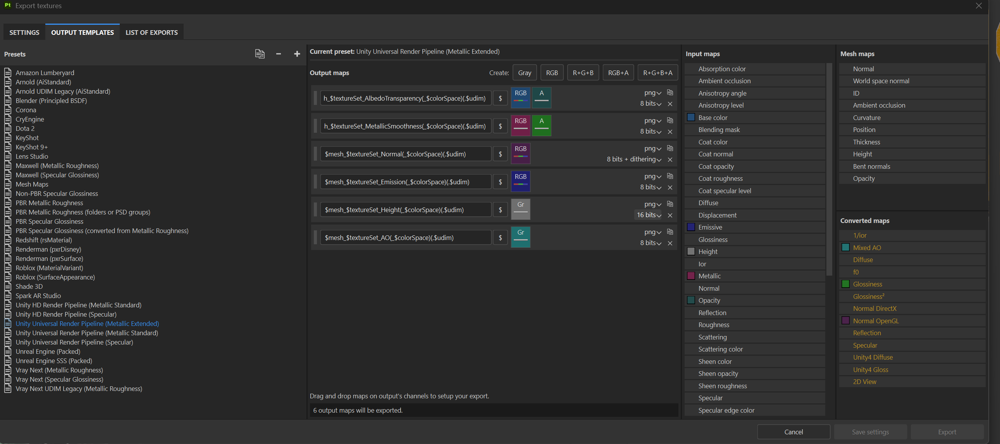 Pt Export textures
SETTINGS
OUTPUT TEMPLATES
LIST OF EXPORTS
Presets
Amazon Lumberyard
Arnold (AiStandard)
Arnold UDIM Legacy (AiStandard)
Blender (Principled BSDF)
Corona
CryEngine
Dota 2
KeyShot
KeyShot 9+
Lens Studio
Maxwell (Metallic Roughness)
Maxwell (Specular Glossiness)
Mesh Maps
Non-PBR Specular Glossiness
PBR Metallic Roughness
PBR Metallic Roughness (folders or PSD groups)
PBR Specular Glossiness
PBR Specular Glossiness (converted from Metallic Roughness)
Redshift (rsMaterial)
Renderman (pxrDisney)
Renderman (pxrSurface)
Roblox (MaterialVariant)
Roblox (SurfaceAppearance)
Shade 3D
Spark AR Studio
Unity HD Render Pipeline (Metallic Standard)
Unity HD Render Pipeline (Specular)
Unity Universal Render Pipeline (Metallic Extended)
Unity Universal Render Pipeline (Metallic Standard)
Unity Universal Render Pipeline (Specular)
Unreal Engine (Packed)
Unreal Engine SSS (Packed)
Vray Next (Metallic Roughness)
Vray Next (Specular Glossiness)
Vray Next UDIM Legacy (Metallic Roughness)
Current preset: Unity Universal Render Pipeline (Metallic Extended)
Output maps
Create: Gray RGB R+G+B RGB+A R+G+B+A
h_$textureSet_AlbedoTransparency(_$colorSpace)(.$udim) $ RGB A png
8 bits
h_$textureSet_MetallicSmoothness(_$colorSpace)(.$udim) $ RGB A png
8 bits
$mesh_$textureSet_Normal(_$colorSpace)(.$udim) $ RGB png
8 bits + dithering
$mesh_$textureSet_Emission(_$colorSpace)(.$udim) $ RGB png
8 bits
$mesh_$textureSet_Height(_$colorSpace)(.$udim) $ Gr png
16 bits
$mesh_$textureSet_AO(_$colorSpace)(.$udim) $ Gr png
8 bits
Drag and drop maps on output's channels to setup your export.
6 output maps will be exported.
Input maps
Absorption color
Ambient occlusion
Anisotropy angle
Anisotropy level
Base color
Blending mask
Coat color
Coat normal
Coat opacity
Coat roughness
Coat specular level
Diffuse
Displacement
Emissive
Glossiness
Height
Ior
Metallic
Normal
Opacity
Reflection
Roughness
Scattering
Scattering color
Sheen color
Sheen opacity
Sheen roughness
Specular
Specular edge color
Mesh maps
Normal
World space normal
ID
Ambient occlusion
Curvature
Position
Thickness
Height
Bent normals
Opacity
Converted maps
1/ior
Mixed AO
Diffuse
f0
Glossiness
Glossiness²
Normal DirectX
Normal OpenGL
Reflection
Specular
Unity4 Diffuse
Unity4 Gloss
2D View
Cancel
Save settings
Export